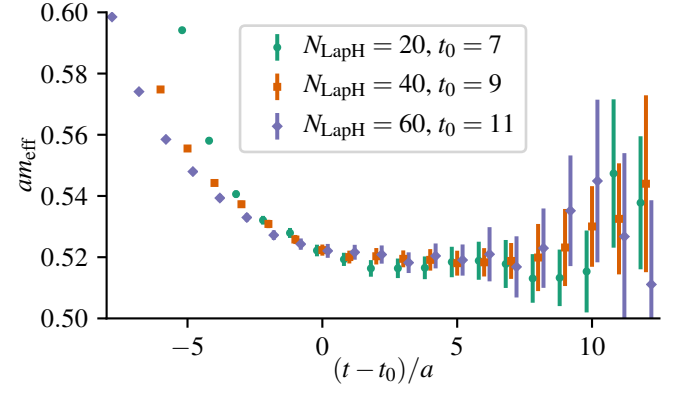 0.60
0.58
0.56
0.54
0.52
0.50
am_eff
N_LapH = 20, t_0 = 7
N_LapH = 40, t_0 = 9
N_LapH = 60, t_0 = 11
−5 0 5 10
(t − t_0)/a